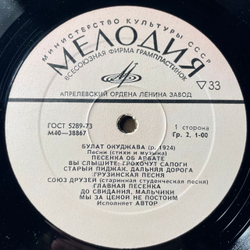 МИНИСТЕРСТВО КУЛЬТУРЫ СССР
МЕЛОДИЯ
ВСЕСОЮЗНАЯ ФИРМА ГРАМПЛАСТИНОК
▽33
АПРЕЛЕВСКИЙ ОРДЕНА ЛЕНИНА ЗАВОД
ГОСТ 5289-73
М40—38867
1 сторона
Гр. 2. 1-00
БУЛАТ ОКУДЖАВА (р. 1924)
Песни (стихи и музыка)
ПЕСЕНКА ОБ АРБАТЕ
ВЫ СЛЫШИТЕ: ГРОХОЧУТ САПОГИ
СТАРЫЙ ПИДЖАК. ДАЛЬНЯЯ ДОРОГА
ГРУЗИНСКАЯ ПЕСНЯ
СОЮЗ ДРУЗЕЙ (старинная студенческая песня)
ГЛАВНАЯ ПЕСЕНКА
ДО СВИДАНИЯ, МАЛЬЧИКИ
МЫ ЗА ЦЕНОЙ НЕ ПОСТОИМ
Исполняет АВТОР